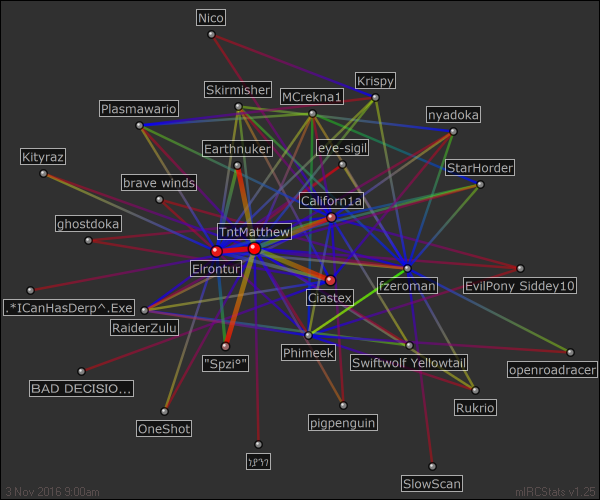 Nico
Krispy
Skirmisher
MCrekna1
Plasmawario
nyadoka
Earthnuker
eye-sigil
Kityraz
StarHorder
brave winds
Californ1a
ghostdoka
TntMatthew
Elrontur
rzeroman
Ciastex
EvilPony Siddey10
.*ICanHasDerp^.Exe
RaiderZulu
Phimeek
"Spzi°"
Swiftwolf Yellowtail
openroadracer
BAD DECISIO...
Rukrio
pigpenguin
OneShot
SlowScan
3 Nov 2016 9:00am
mIRCStats v1.25